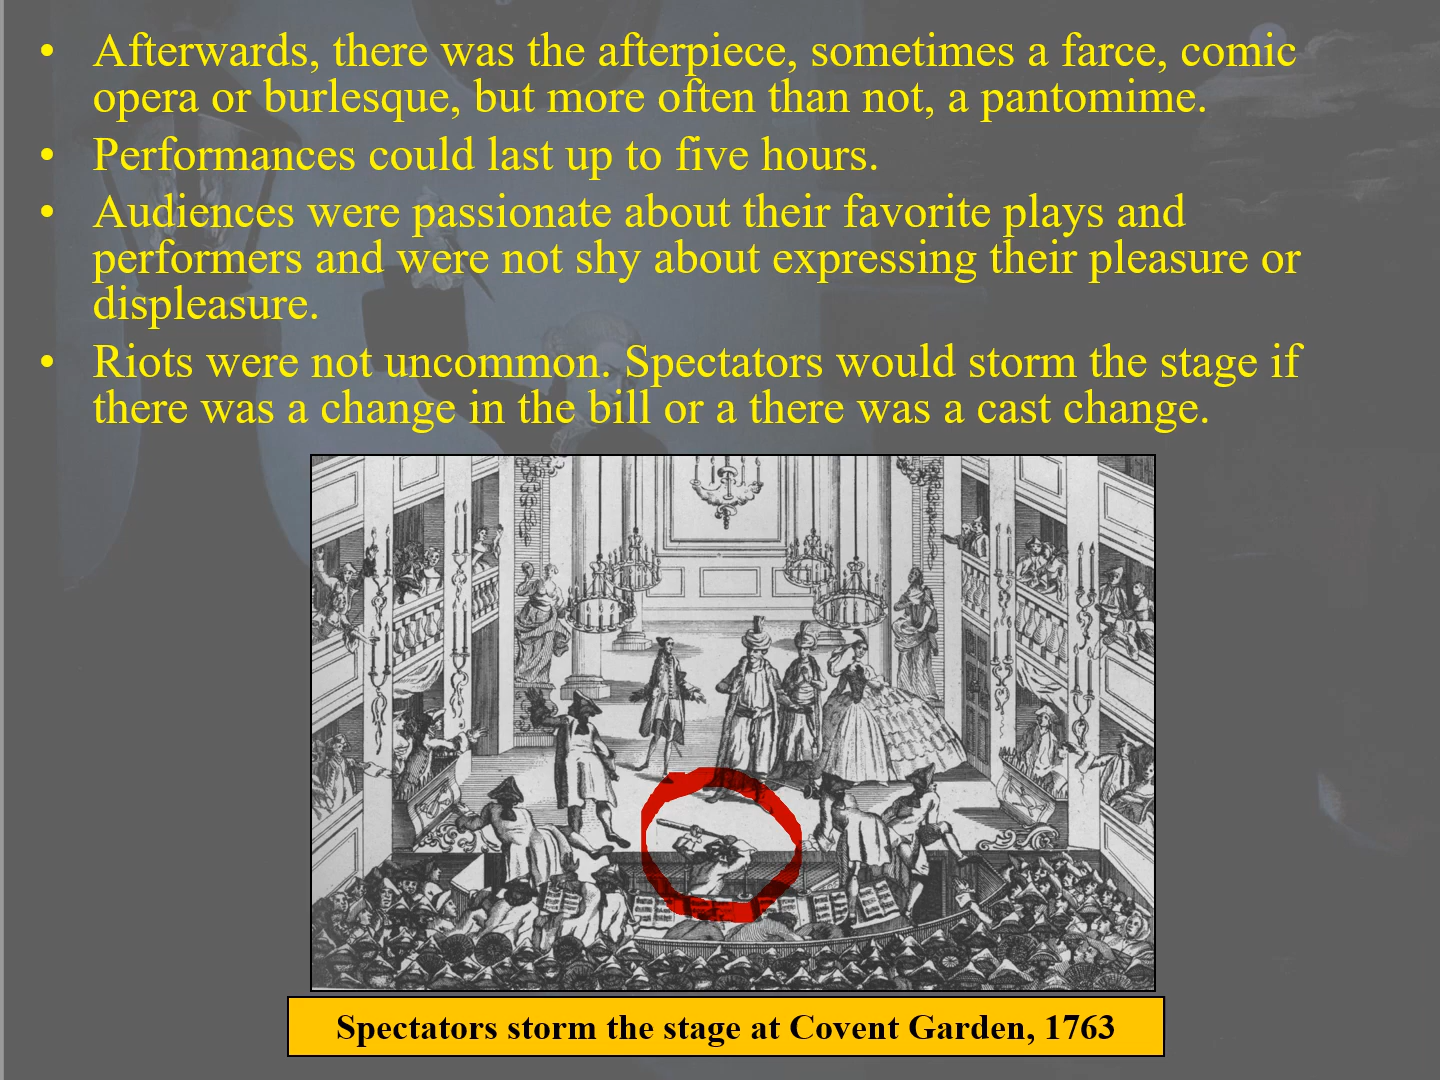 • Afterwards, there was the afterpiece, sometimes a farce, comic
opera or burlesque, but more often than not, a pantomime.
• Performances could last up to five hours.
• Audiences were passionate about their favorite plays and
performers and were not shy about expressing their pleasure or
displeasure.
• Riots were not uncommon. Spectators would storm the stage if
there was a change in the bill or a there was a cast change.
Spectators storm the stage at Covent Garden, 1763